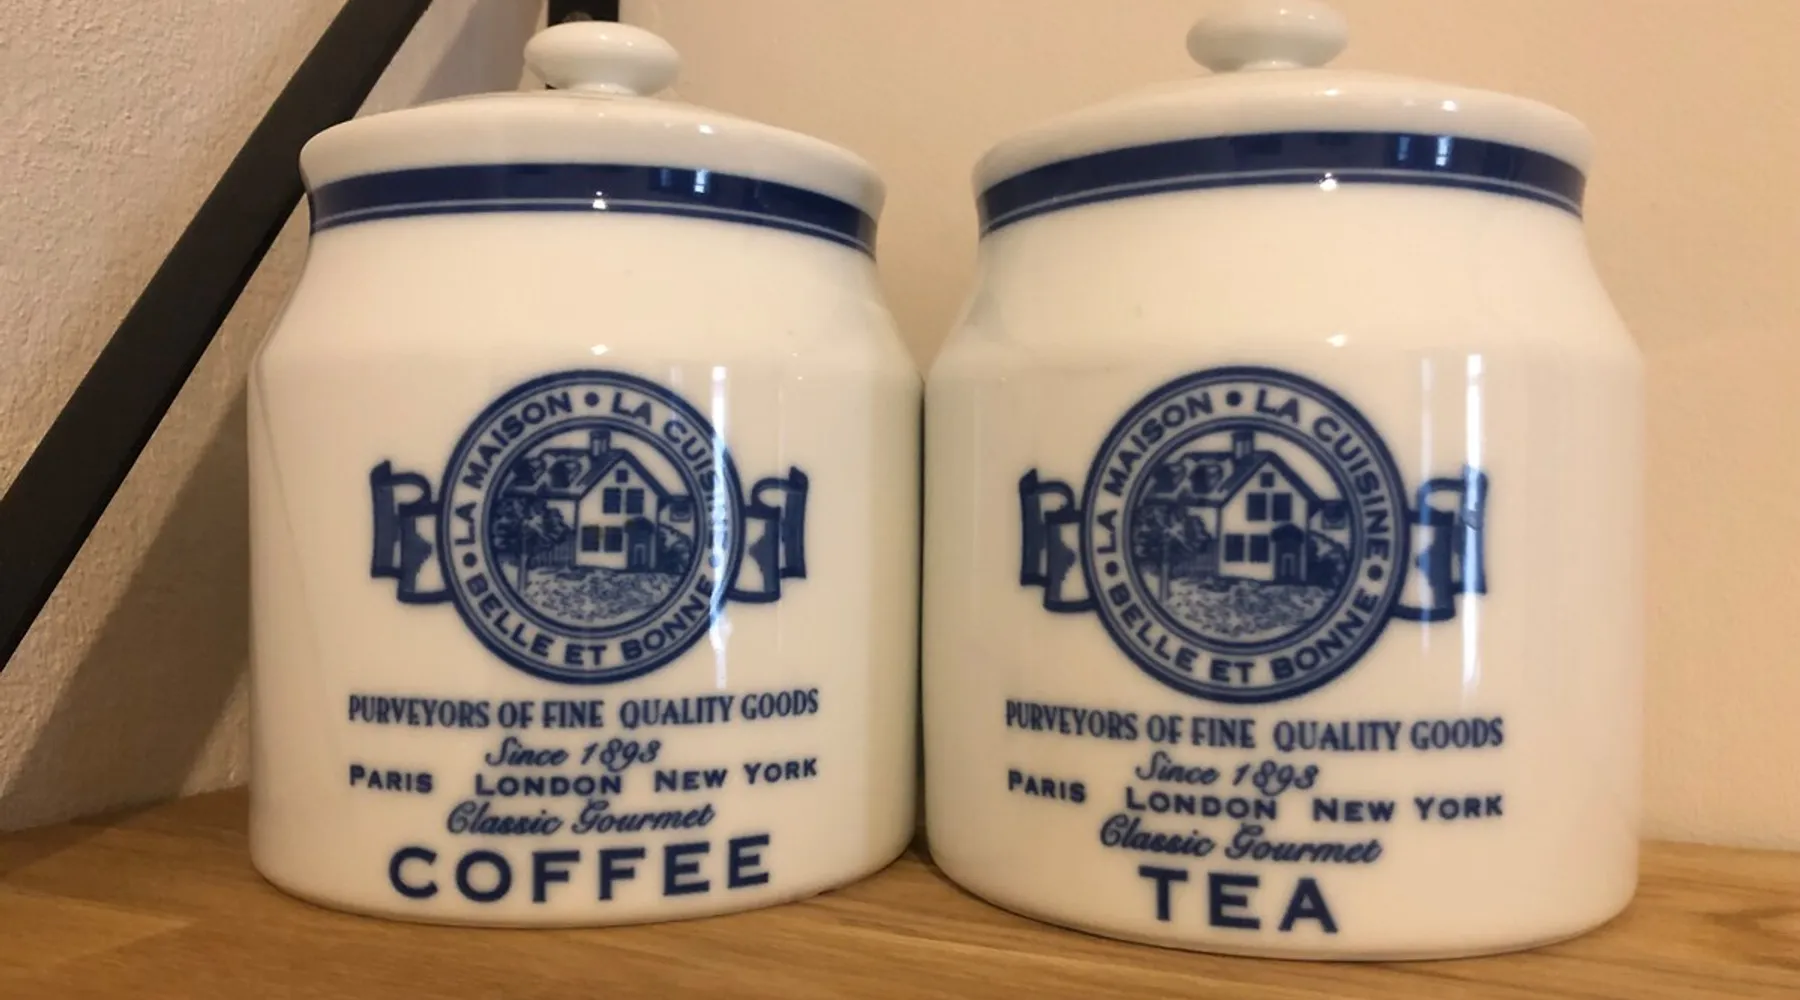 LA MAISON • LA CUISINE • BELLE ET BONNE •
PURVEYORS OF FINE QUALITY GOODS
Since 1893
PARIS LONDON NEW YORK
Classic Gourmet
COFFEE
LA MAISON • LA CUISINE • BELLE ET BONNE •
PURVEYORS OF FINE QUALITY GOODS
Since 1893
PARIS LONDON NEW YORK
Classic Gourmet
TEA